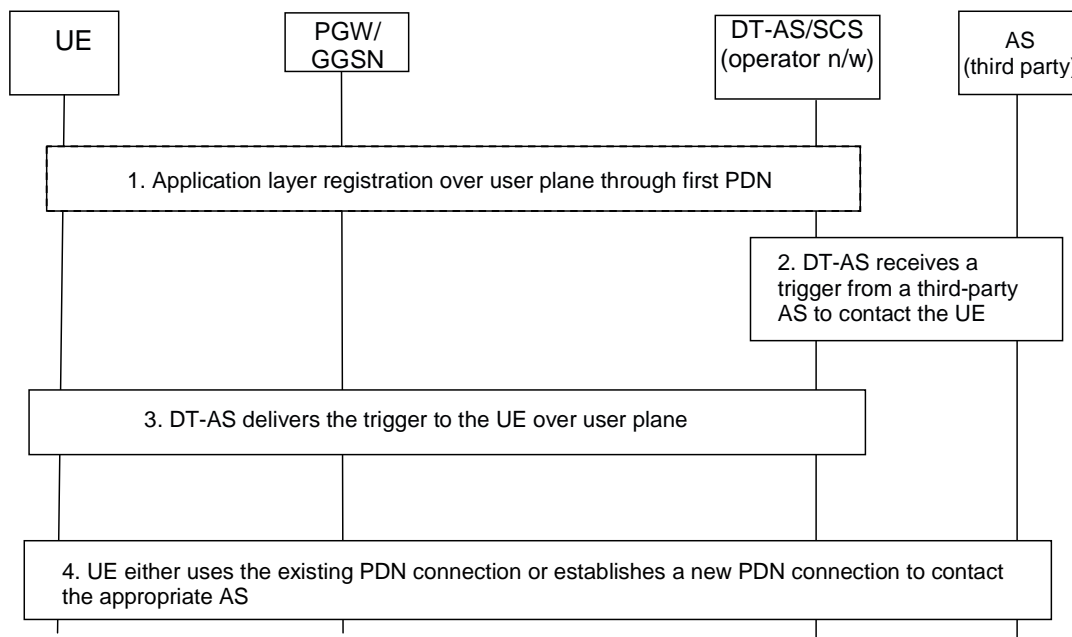 UE
PGW/
GGSN
DT-AS/SCS
(operator n/w)
AS
(third party)
1. Application layer registration over user plane through first PDN
2. DT-AS receives a
trigger from a third-party
AS to contact the UE
3. DT-AS delivers the trigger to the UE over user plane
4. UE either uses the existing PDN connection or establishes a new PDN connection to contact
the appropriate AS